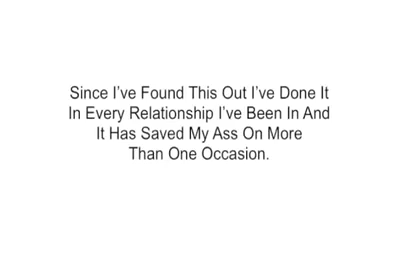 Since I’ve Found This Out I’ve Done It
In Every Relationship I’ve Been In And
It Has Saved My Ass On More
Than One Occasion.